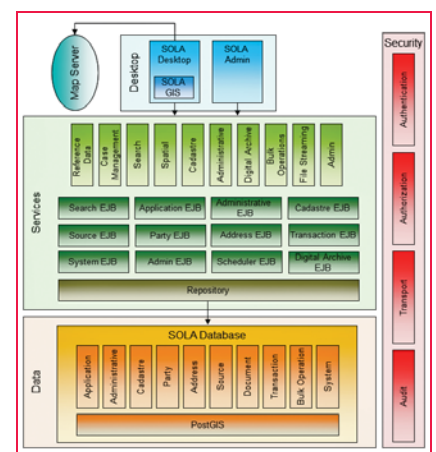 Map Server
Desktop
SOLA
Desktop
SOLA
GIS
SOLA
Admin
Services
Reference
Data
Case
Management
Search
Spatial
Cadastre
Administrative
Digital Archive
Bulk
Operations
File Streaming
Admin
Search EJB
Application EJB
Administrative
EJB
Cadastre EJB
Source EJB
Party EJB
Address EJB
Transaction EJB
System EJB
Admin EJB
Scheduler EJB
Digital Archive
EJB
Repository
Data
SOLA Database
Application
Administrative
Cadastre
Party
Address
Source
Document
Transaction
Bulk Operation
System
PostGIS
Security
Authentication
Authorization
Transport
Audit